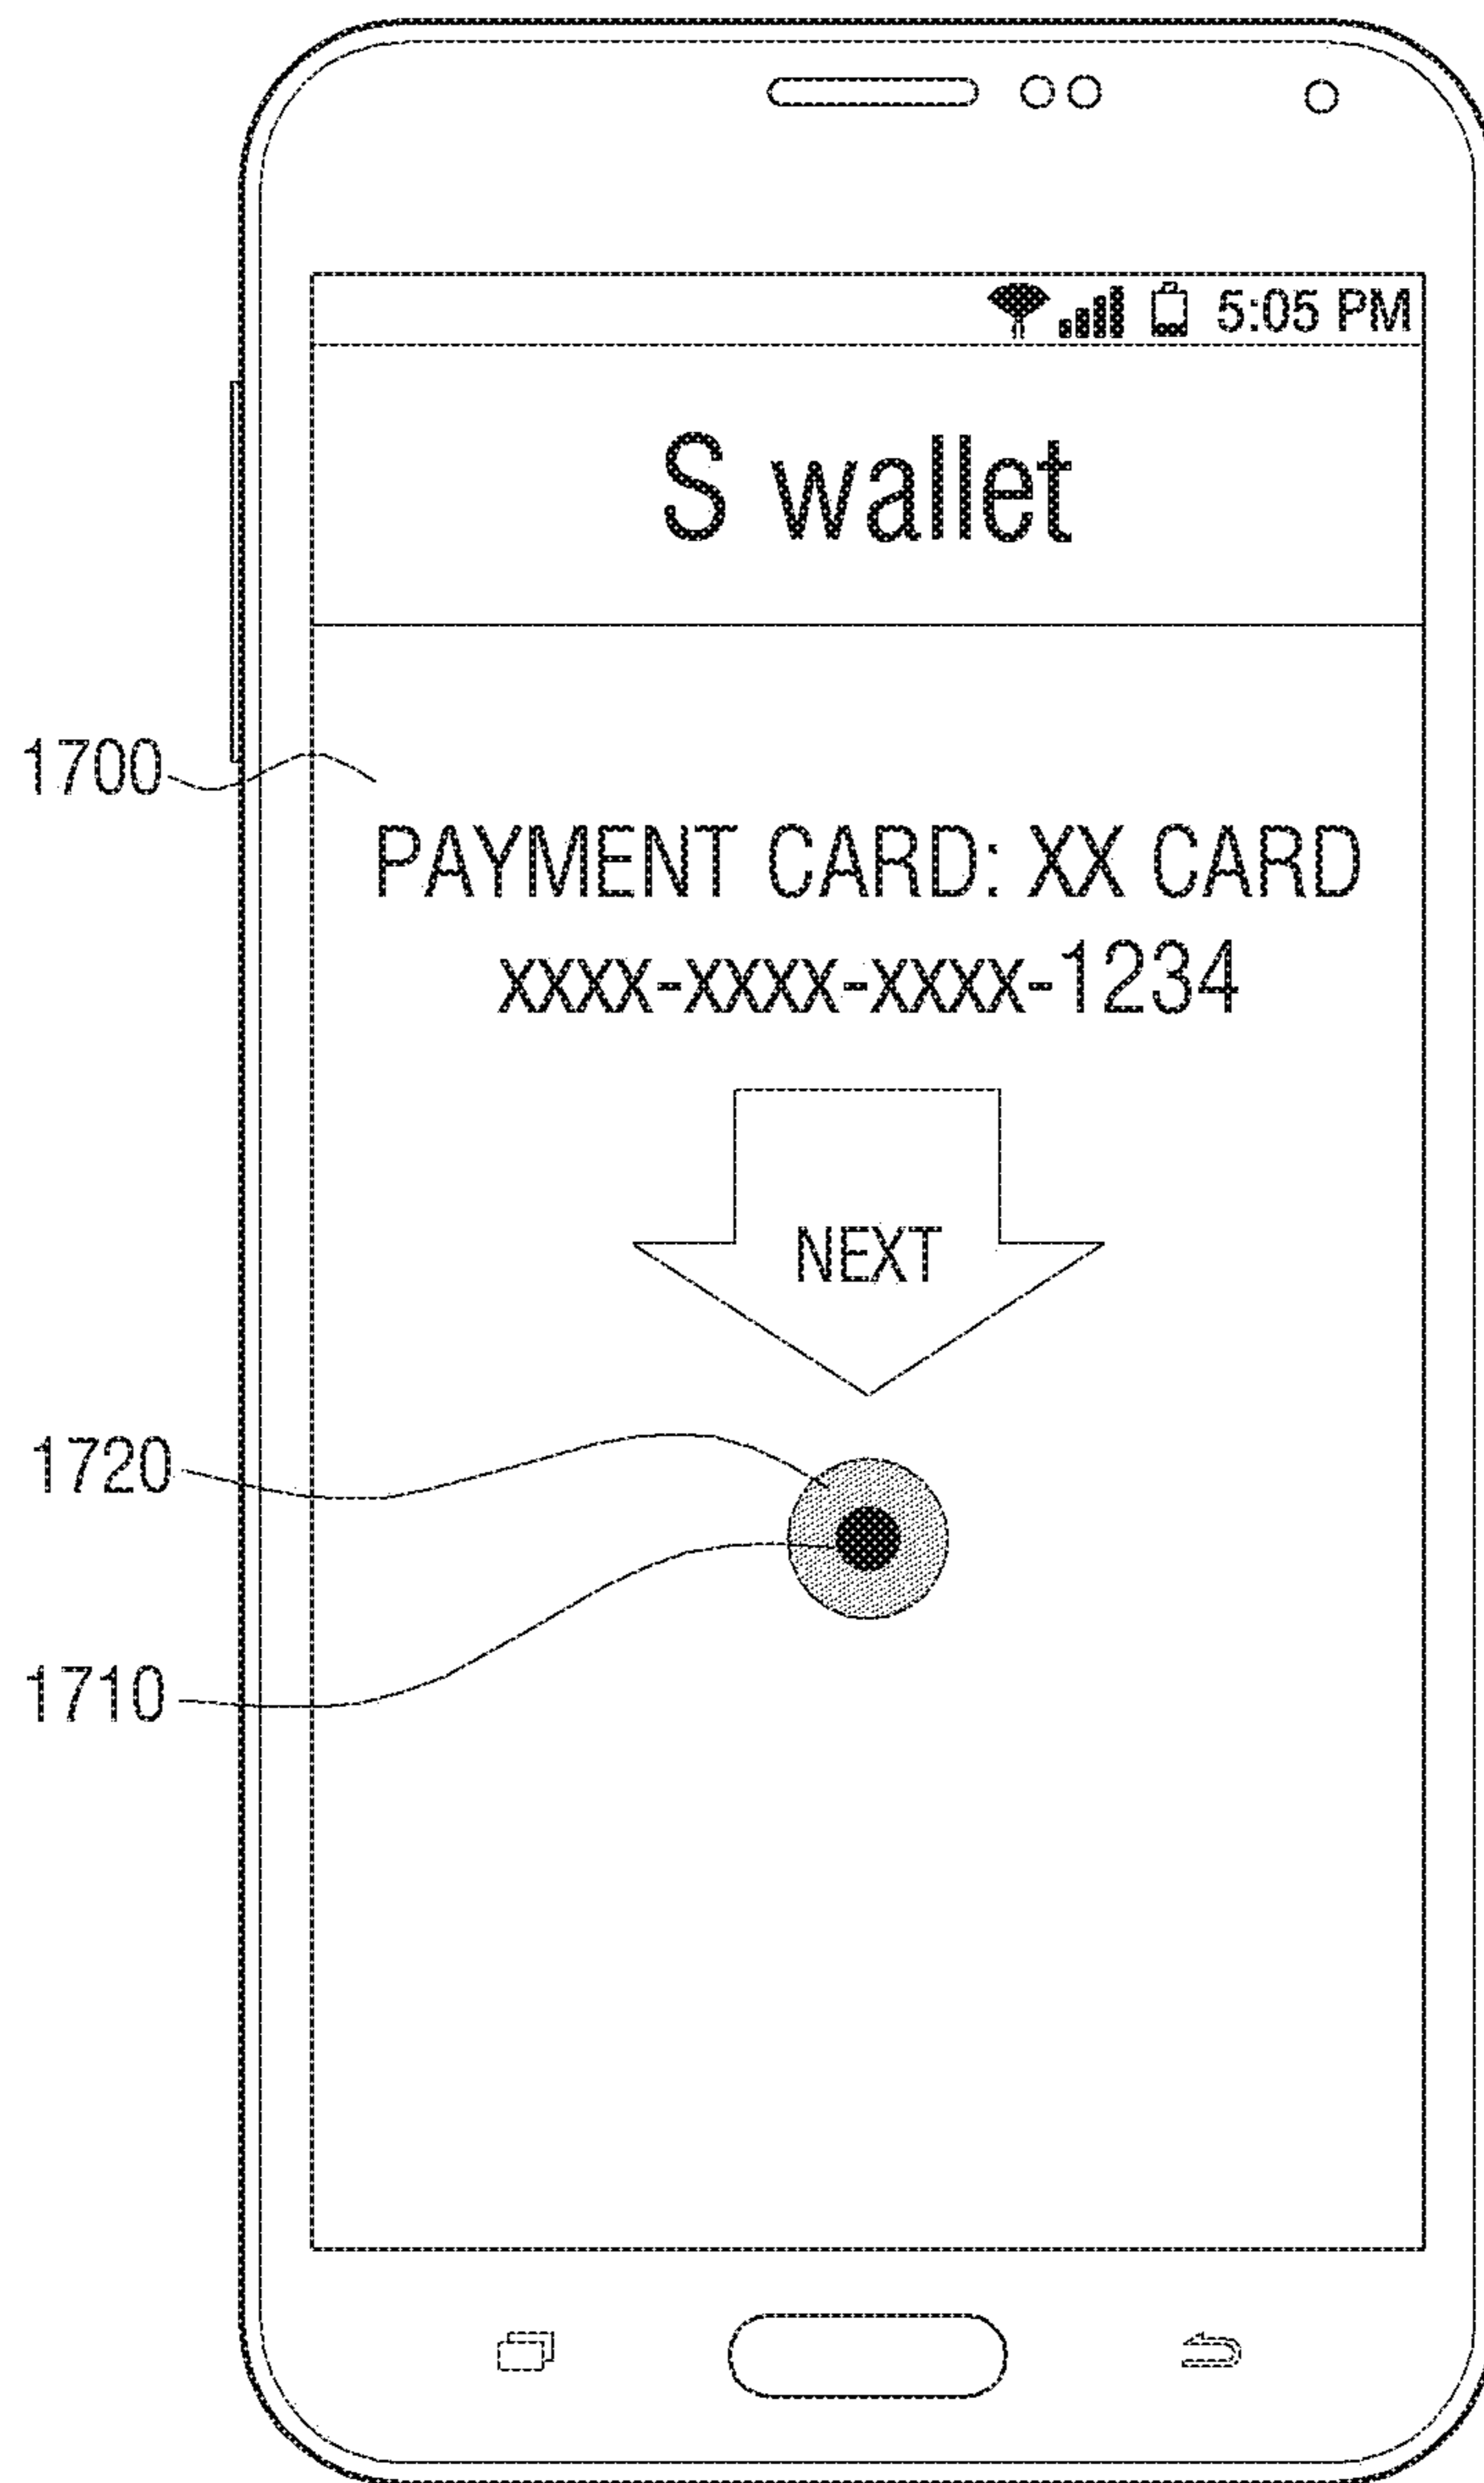 5:05 PM
S wallet
1700
PAYMENT CARD: XX CARD
xxxx-xxxx-xxxx-1234
NEXT
1720
1710